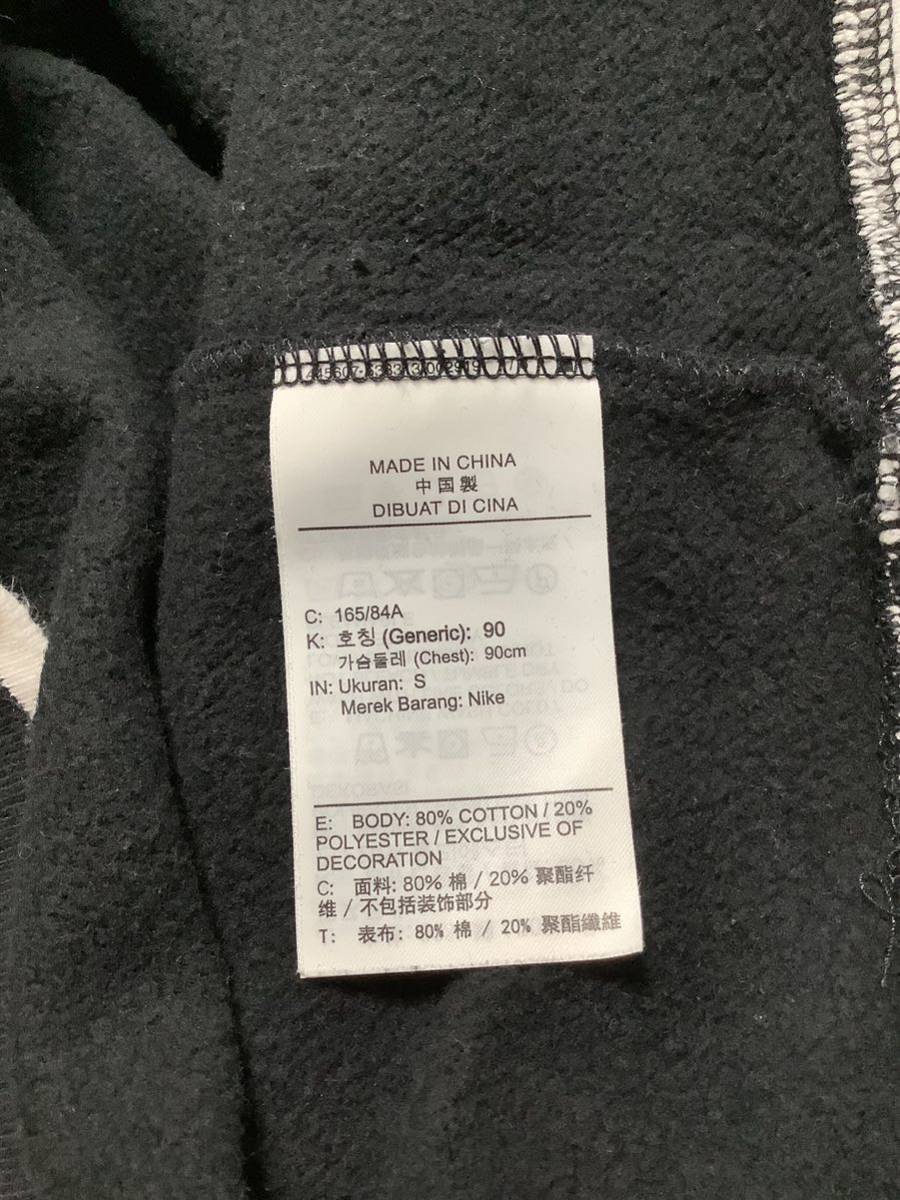 MADE IN CHINA
中国製
DIBUAT DI CINA
C: 165/84A
K: 호칭 (Generic): 90
가슴둘레 (Chest): 90cm
IN: Ukuran: S
Merek Barang: Nike
E: BODY: 80% COTTON / 20%
POLYESTER / EXCLUSIVE OF
DECORATION
C: 面料: 80% 棉 / 20% 聚酯纤
维 / 不包括装饰部分
T: 表布: 80% 棉 / 20% 聚酯纖維